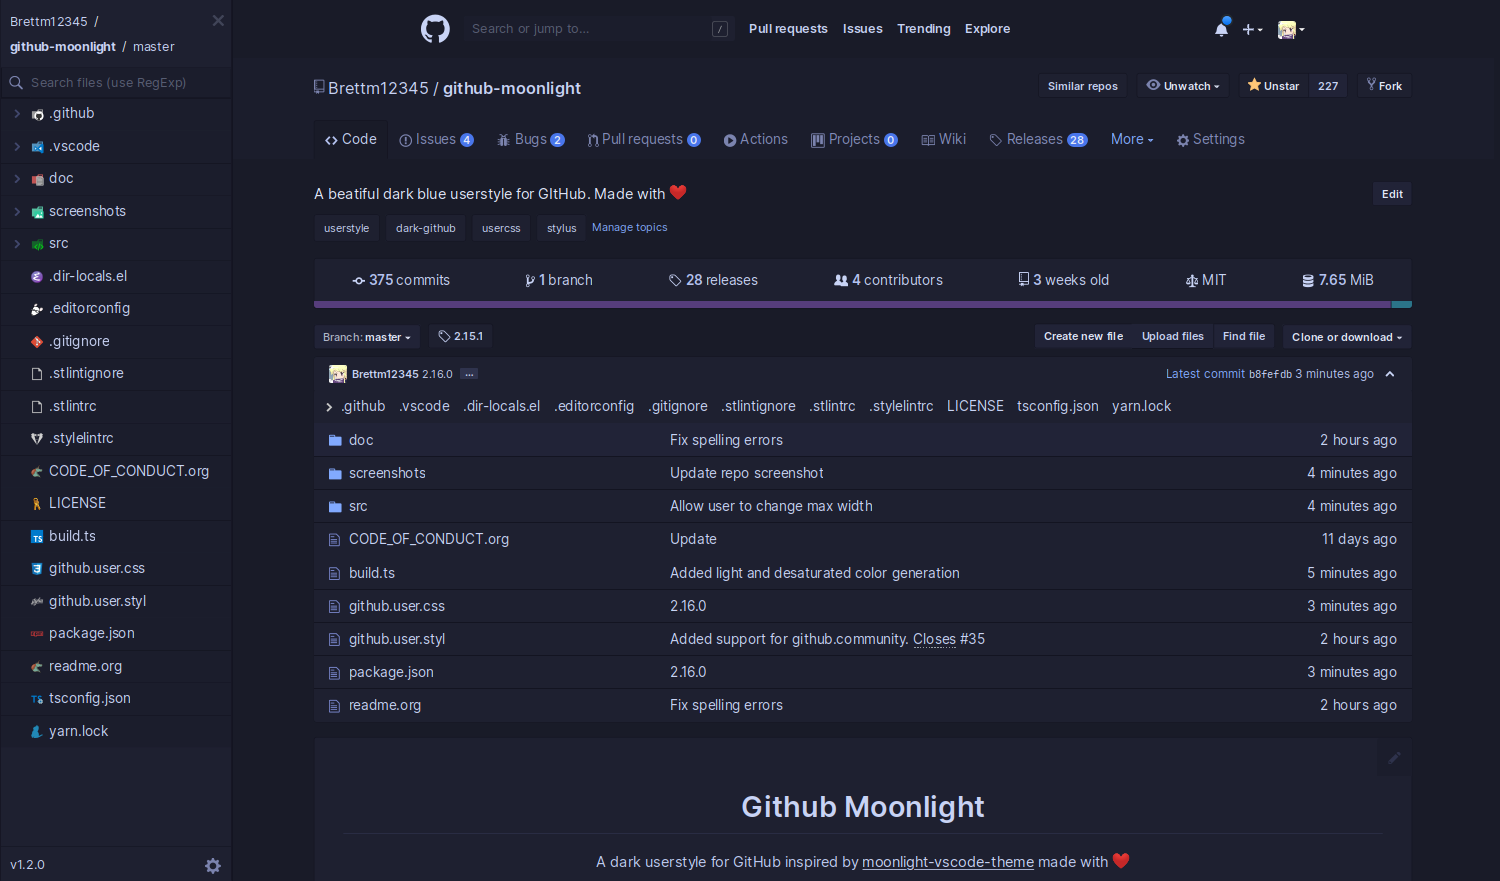 Brettm12345 /
github-moonlight / master
Search files (use RegExp)
.github
.vscode
doc
screenshots
src
.dir-locals.el
.editorconfig
.gitignore
.stlintignore
.stlintrc
.stylelintrc
CODE_OF_CONDUCT.org
LICENSE
build.ts
github.user.css
github.user.styl
package.json
readme.org
tsconfig.json
yarn.lock
v1.2.0
Search or jump to... / Pull requests Issues Trending Explore
Brettm12345 / github-moonlight Similar repos Unwatch Unstar 227 Fork
Code Issues 4 Bugs 2 Pull requests 0 Actions Projects 0 Wiki Releases 28 More Settings
A beatiful dark blue userstyle for GItHub. Made with ❤️ Edit
userstyle dark-github usercss stylus Manage topics
375 commits 1 branch 28 releases 4 contributors 3 weeks old MIT 7.65 MiB
Branch: master 2.15.1 Create new file Upload files Find file Clone or download
Brettm12345 2.16.0 ... Latest commit b8fefdb 3 minutes ago
.github .vscode .dir-locals.el .editorconfig .gitignore .stlintignore .stlintrc .stylelintrc LICENSE tsconfig.json yarn.lock
doc Fix spelling errors 2 hours ago
screenshots Update repo screenshot 4 minutes ago
src Allow user to change max width 4 minutes ago
CODE_OF_CONDUCT.org Update 11 days ago
build.ts Added light and desaturated color generation 5 minutes ago
github.user.css 2.16.0 3 minutes ago
github.user.styl Added support for github.community. Closes #35 2 hours ago
package.json 2.16.0 3 minutes ago
readme.org Fix spelling errors 2 hours ago
Github Moonlight
A dark userstyle for GitHub inspired by moonlight-vscode-theme made with ❤️